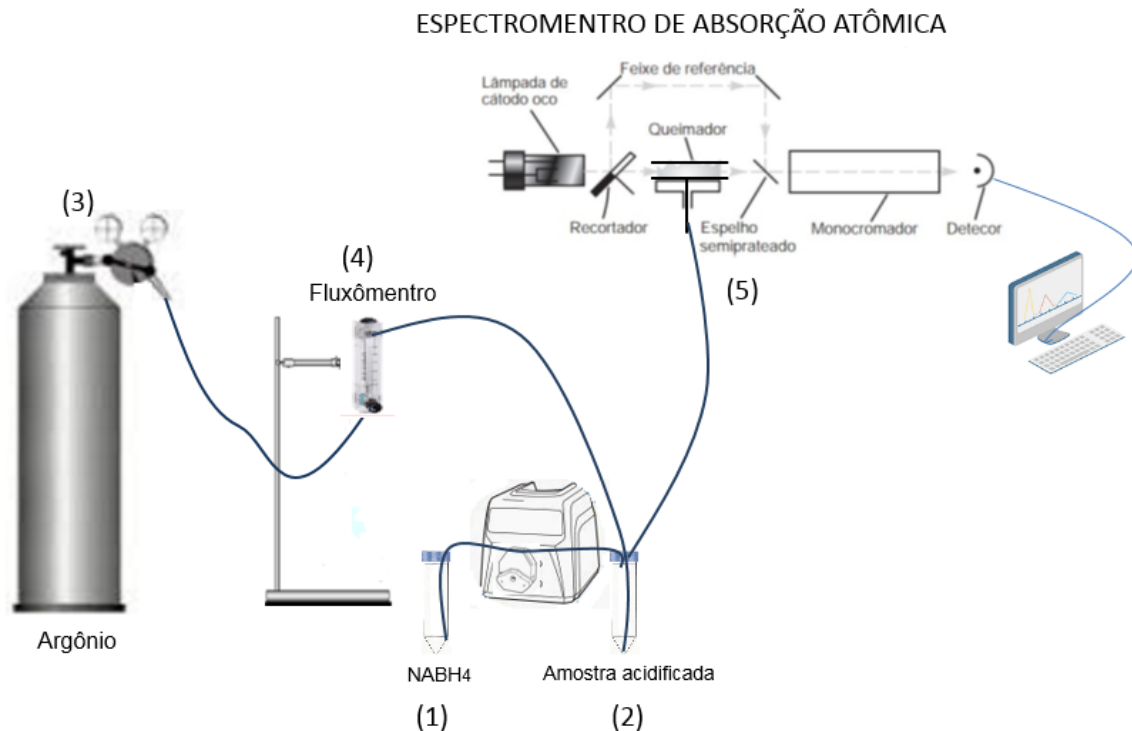 ESPECTROMENTRO DE ABSORÇÃO ATÔMICA
Feixe de referência
Lâmpada de
cátodo oco
Queimador
Recortador
Espelho
semiprateado
Monocromador
Detecor
(3)
(4)
Fluxômentro
(5)
Argônio
NABH4
Amostra acidificada
(1)
(2)